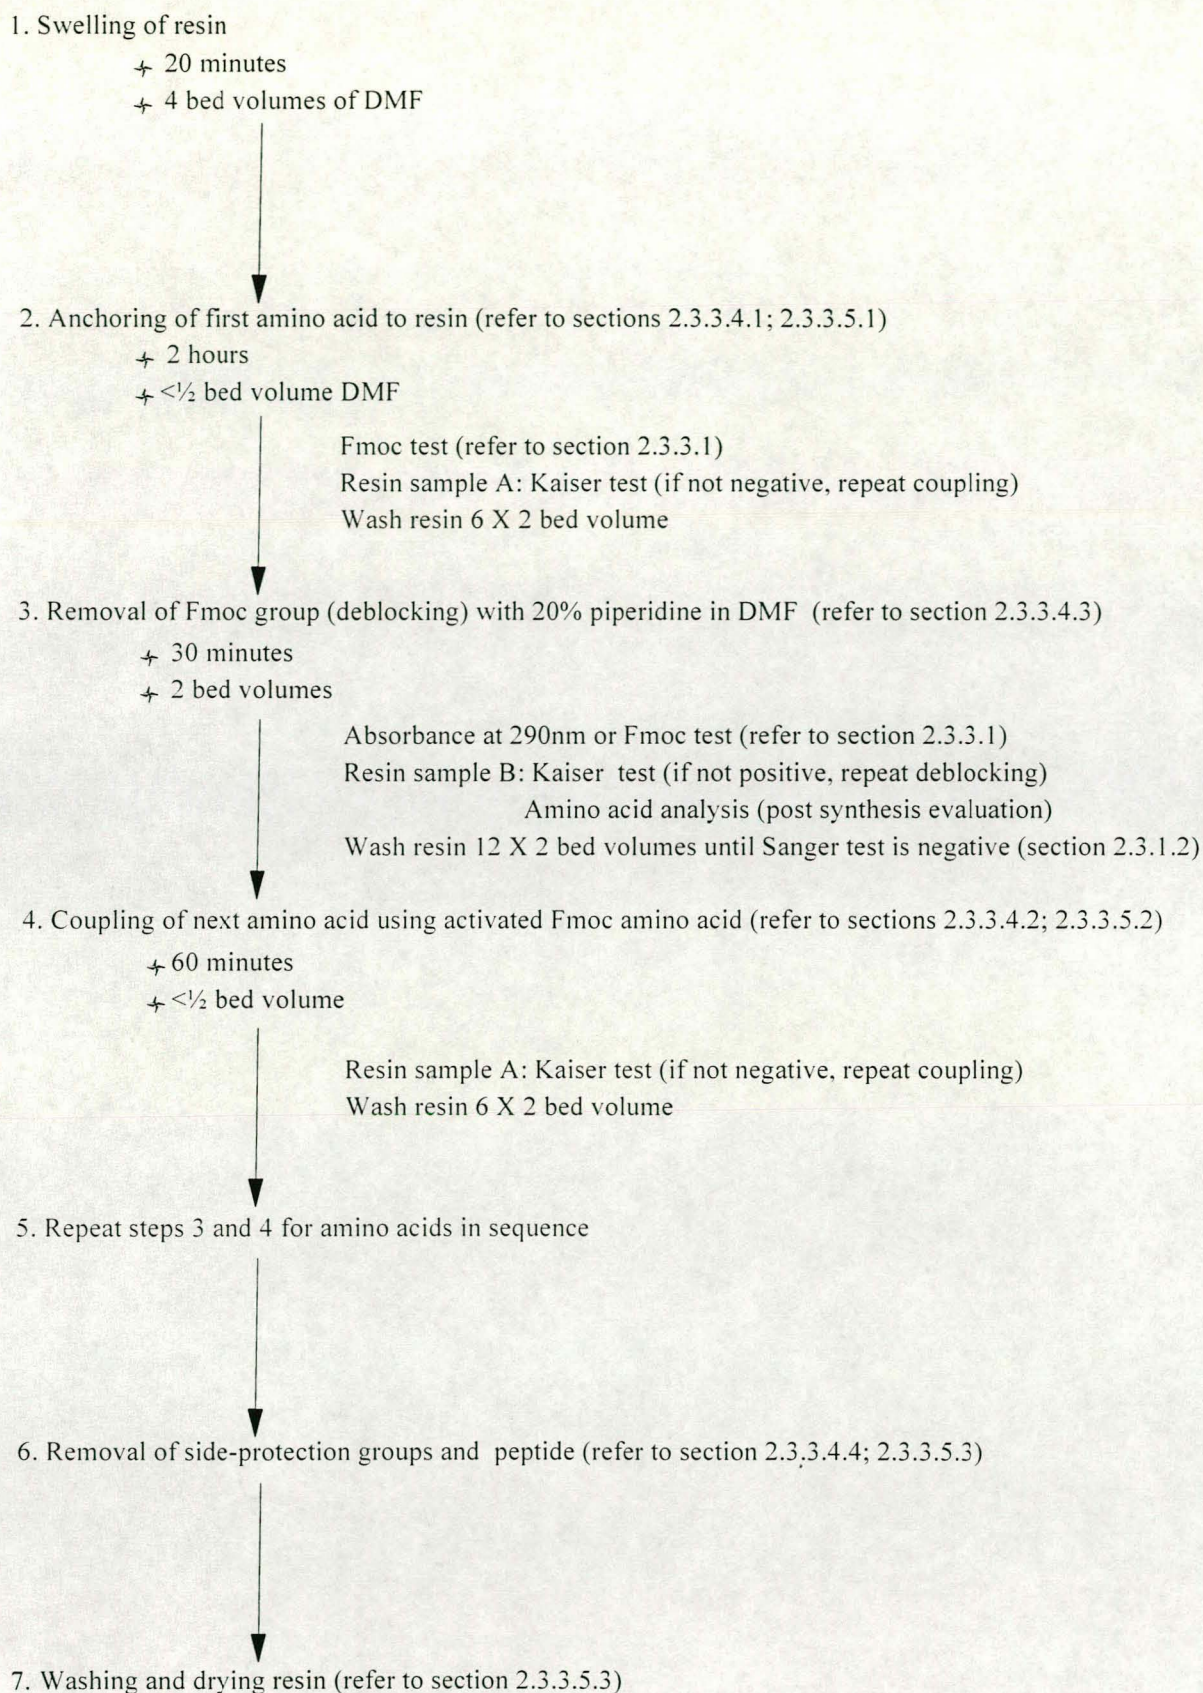 1. Swelling of resin
+ 20 minutes
+ 4 bed volumes of DMF
2. Anchoring of first amino acid to resin (refer to sections 2.3.3.4.1; 2.3.3.5.1)
+ 2 hours
+ <½ bed volume DMF
Fmoc test (refer to section 2.3.3.1)
Resin sample A: Kaiser test (if not negative, repeat coupling)
Wash resin 6 X 2 bed volume
3. Removal of Fmoc group (deblocking) with 20% piperidine in DMF (refer to section 2.3.3.4.3)
+ 30 minutes
+ 2 bed volumes
Absorbance at 290nm or Fmoc test (refer to section 2.3.3.1)
Resin sample B: Kaiser test (if not positive, repeat deblocking)
Amino acid analysis (post synthesis evaluation)
Wash resin 12 X 2 bed volumes until Sanger test is negative (section 2.3.1.2)
4. Coupling of next amino acid using activated Fmoc amino acid (refer to sections 2.3.3.4.2; 2.3.3.5.2)
+ 60 minutes
+ <½ bed volume
Resin sample A: Kaiser test (if not negative, repeat coupling)
Wash resin 6 X 2 bed volume
5. Repeat steps 3 and 4 for amino acids in sequence
6. Removal of side-protection groups and peptide (refer to section 2.3.3.4.4; 2.3.3.5.3)
7. Washing and drying resin (refer to section 2.3.3.5.3)